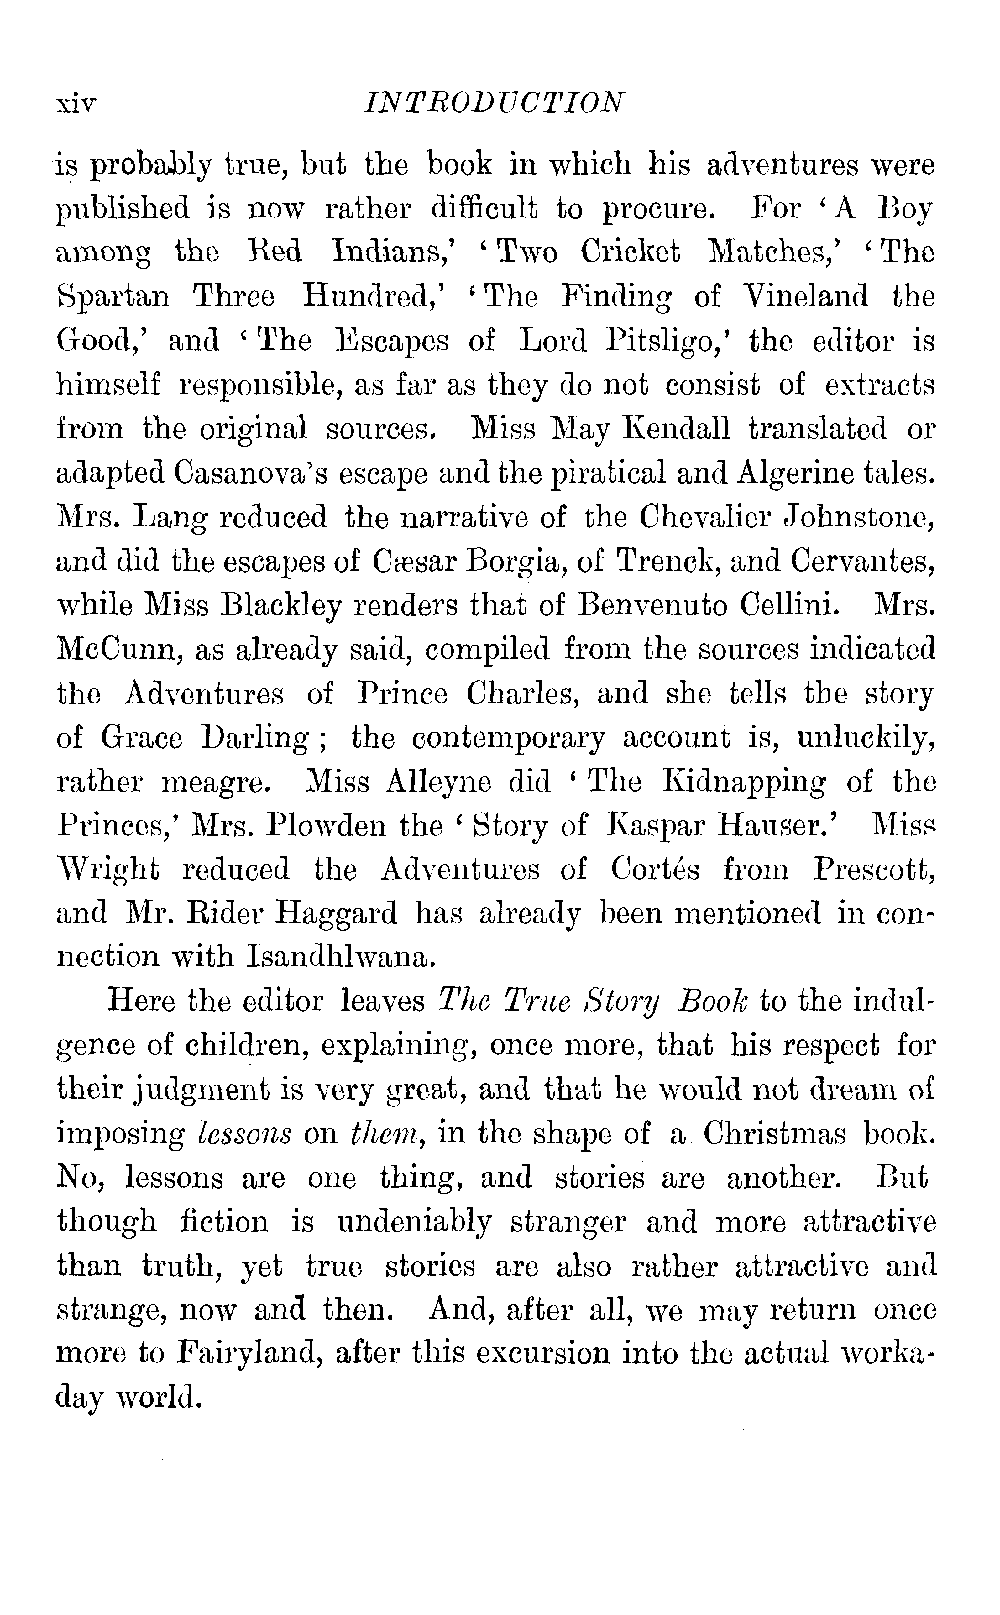 xiv INTRODUCTION
is probably true, but the book in which his adventures were
published is now rather difficult to procure. For ‘A Boy
among the Red Indians,’ ‘Two Cricket Matches,’ ‘The
Spartan Three Hundred,’ ‘The Finding of Vineland the
Good,’ and ‘The Escapes of Lord Pitsligo,’ the editor is
himself responsible, as far as they do not consist of extracts
from the original sources. Miss May Kendall translated or
adapted Casanova’s escape and the piratical and Algerine tales.
Mrs. Lang reduced the narrative of the Chevalier Johnstone,
and did the escapes of Cæsar Borgia, of Trenck, and Cervantes,
while Miss Blackley renders that of Benvenuto Cellini. Mrs.
McCunn, as already said, compiled from the sources indicated
the Adventures of Prince Charles, and she tells the story
of Grace Darling ; the contemporary account is, unluckily,
rather meagre. Miss Alleyne did ‘The Kidnapping of the
Princes,’ Mrs. Plowden the ‘Story of Kaspar Hauser.’ Miss
Wright reduced the Adventures of Cortés from Prescott,
and Mr. Rider Haggard has already been mentioned in con-
nection with Isandhlwana.
Here the editor leaves The True Story Book to the indul-
gence of children, explaining, once more, that his respect for
their judgment is very great, and that he would not dream of
imposing lessons on them, in the shape of a Christmas book.
No, lessons are one thing, and stories are another. But
though fiction is undeniably stranger and more attractive
than truth, yet true stories are also rather attractive and
strange, now and then. And, after all, we may return once
more to Fairyland, after this excursion into the actual worka-
day world.